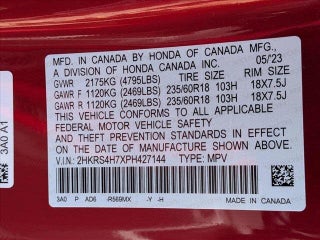 MFD. IN CANADA BY HONDA OF CANADA MFG.,
A DIVISION OF HONDA CANADA INC. 05/23
GVWR 2175KG (4795LBS) TIRE SIZE RIM SIZE
GAWR F 1120KG (2469LBS) 235/60R18 103H 18X7.5J
GAWR R 1120KG (2469LBS) 235/60R18 103H 18X7.5J
THIS VEHICLE CONFORMS TO ALL APPLICABLE
FEDERAL MOTOR VEHICLE SAFETY, BUMPER,
AND THEFT PREVENTION STANDARDS IN EFFECT
ON THE DATE OF MANUFACTURE SHOWN ABOVE.
V.I.N: 2HKRS4H7XPH427144 TYPE: MPV
3A0 P AD6 -R569MX -Y -H
MADE IN CANADA
3A0 A1